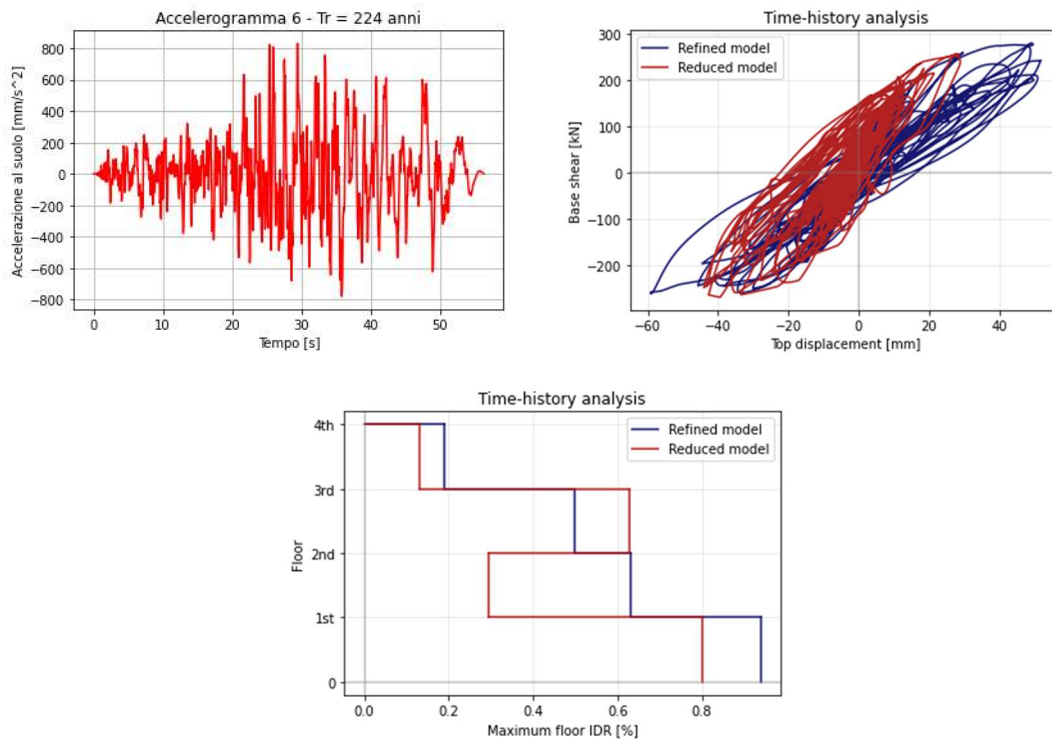 Accelerogramma 6 - Tr = 224 anni
800
600
400
200
0
−200
−400
−600
−800
Accelerazione al suolo [mm/s^2]
0
10
20
30
40
50
Tempo [s]
Time-history analysis
Refined model
Reduced model
300
200
100
0
−100
−200
Base shear [kN]
−60
−40
−20
0
20
40
Top displacement [mm]
Time-history analysis
Refined model
Reduced model
4th
3rd
2nd
1st
0
Floor
0.0
0.2
0.4
0.6
0.8
Maximum floor IDR [%]